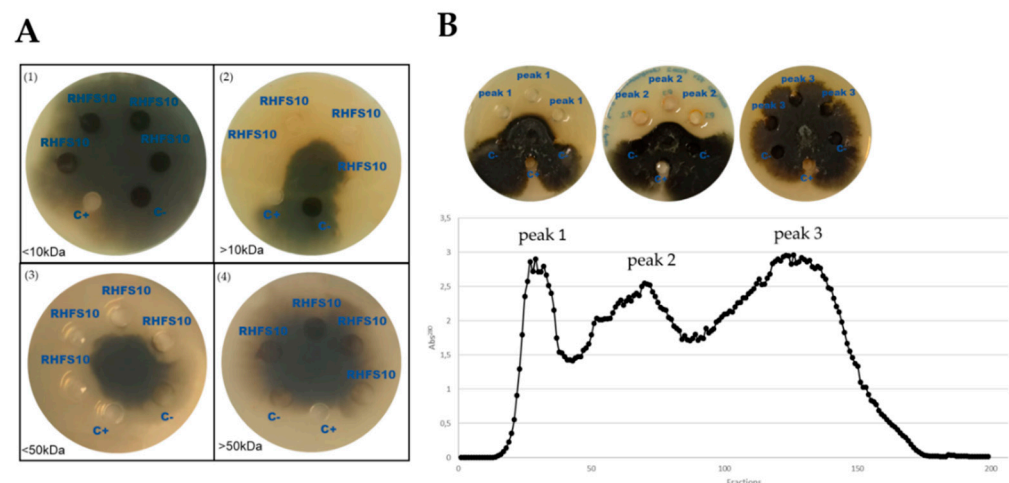 A
B
(1)
RHFS10
RHFS10
RHFS10
RHFS10
C+
C-
<10kDa
(2)
RHFS10
RHFS10
RHFS10
RHFS10
C+
C-
>10kDa
(3)
RHFS10
RHFS10
RHFS10
RHFS10
C+
C-
<50kDa
(4)
RHFS10
RHFS10
RHFS10
RHFS10
C-
C+
>50kDa
peak 1
peak 1
peak 1
C-
C-
C+
peak 2
peak 2
peak 2
C-
C-
C+
peak 3
peak 3
peak 3
C-
C-
C+
3,5
3
2,5
2
1,5
1
0,5
0
Abs280
peak 1
peak 2
peak 3
0
50
100
150
200
Fractions